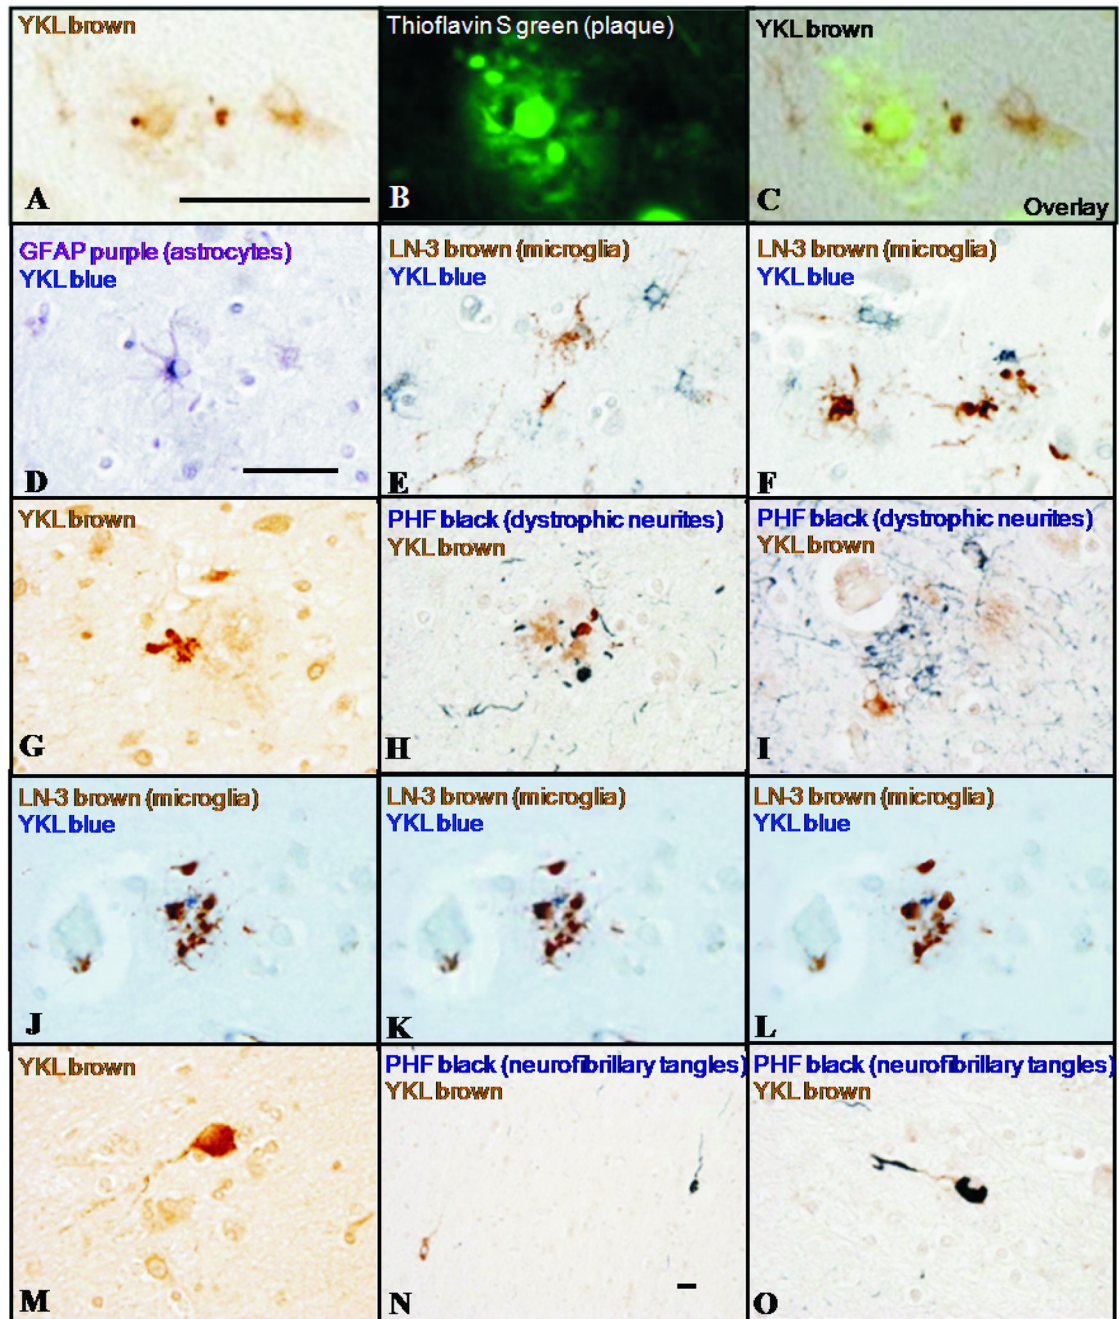 YKL brown
A
Thioflavin S green (plaque)
B
YKL brown
C
Overlay
GFAP purple (astrocytes)
YKL blue
D
LN-3 brown (microglia)
YKL blue
E
LN-3 brown (microglia)
YKL blue
F
YKL brown
G
PHF black (dystrophic neurites)
YKL brown
H
PHF black (dystrophic neurites)
YKL brown
I
LN-3 brown (microglia)
YKL blue
J
LN-3 brown (microglia)
YKL blue
K
LN-3 brown (microglia)
YKL blue
L
YKL brown
M
PHF black (neurofibrillary tangles)
YKL brown
N
PHF black (neurofibrillary tangles)
YKL brown
O